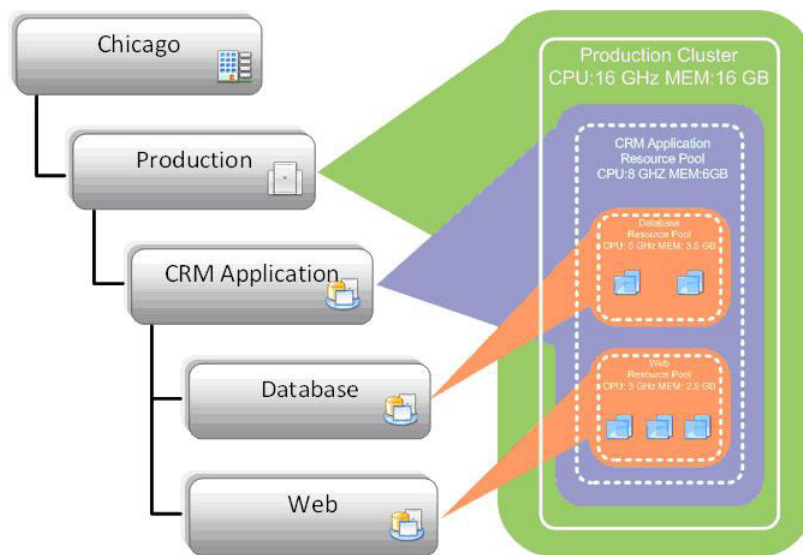 Chicago
Production
CRM Application
Database
Web
Production Cluster
CPU:16 GHz MEM:16 GB
CRM Application
Resource Pool
CPU:8 GHZ MEM:6GB
Database
Resource Pool
CPU: 5 GHz MEM: 3.5 GB
Web
Resource Pool
CPU: 3 GHz MEM: 2.5 GB